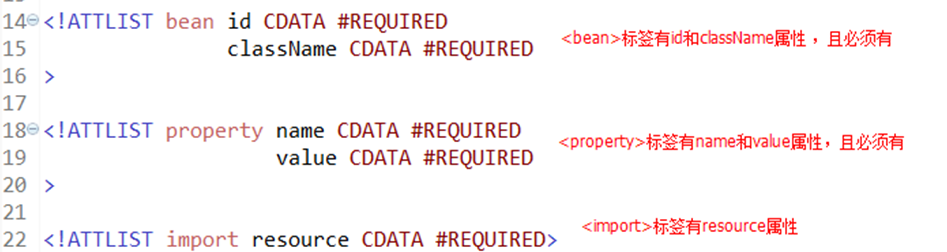 14 <!ATTLIST bean id CDATA #REQUIRED
15 className CDATA #REQUIRED
<bean>标签有id和className属性，且必须有
16 >
17
18 <!ATTLIST property name CDATA #REQUIRED
19 value CDATA #REQUIRED
<property>标签有name和value属性，且必须有
20 >
21
<import>标签有resource属性
22 <!ATTLIST import resource CDATA #REQUIRED>